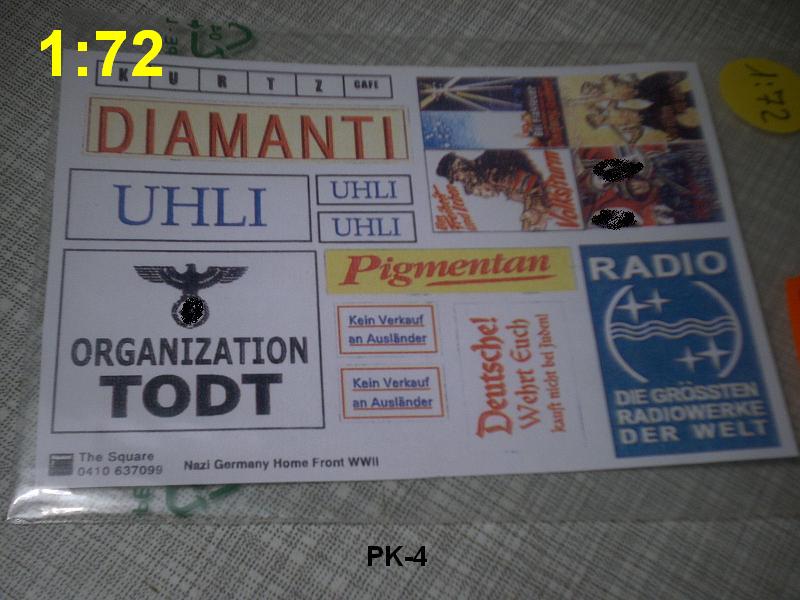 1:72
KURTZ CAFE
DIAMANTI
UHLI
UHLI
UHLI
Volkssturm
1:72
ORGANIZATION
TODT
Pigmentan
Kein Verkauf
an Ausländer
Kein Verkauf
an Ausländer
Deutsche!
Wehrt Euch
kauft nicht bei Juden!
RADIO
DIE GRÖSSTEN
RADIOWERKE
DER WELT
The Square
0410 637099
Nazi Germany Home Front WWII
PK-4